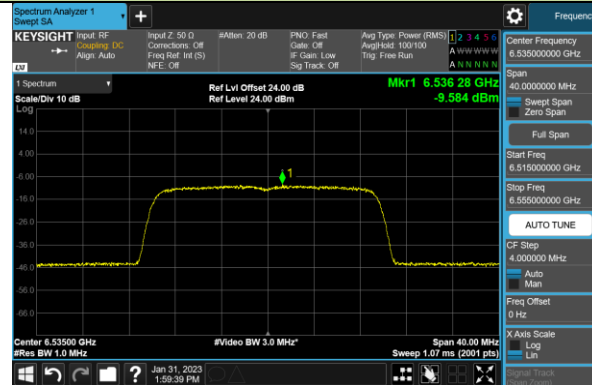 Spectrum Analyzer 1
Swept SA
+
Frequenc
KEYSIGHT
Input: RF
Coupling: DC
Align: Auto
Input Z: 50 Ω
Corrections: Off
Freq Ref: Int (S)
NFE: Off
#Atten: 20 dB
PNO: Fast
Gate: Off
IF Gain: Low
Sig Track: Off
Avg Type: Power (RMS)
Avg|Hold: 100/100
Trig: Free Run
1 2 3 4 5 6
A W W W W W
A N N N N N
LXI
1 Spectrum
Scale/Div 10 dB
Log
Ref Lvl Offset 24.00 dB
Ref Level 24.00 dBm
Mkr1 6.536 28 GHz
-9.584 dBm
14.0
4.00
-6.00
-16.0
-26.0
-36.0
-46.0
-56.0
-66.0
1
Center 6.53500 GHz
#Res BW 1.0 MHz
#Video BW 3.0 MHz*
Span 40.00 MHz
Sweep 1.07 ms (2001 pts)
Center Frequency
6.535000000 GHz
Span
40.0000000 MHz
Swept Span
Zero Span
Full Span
Start Freq
6.515000000 GHz
Stop Freq
6.555000000 GHz
AUTO TUNE
CF Step
4.000000 MHz
Auto
Man
Freq Offset
0 Hz
X Axis Scale
Log
Lin
Signal Track
(Span Zoom)
?
Jan 31, 2023
1:59:39 PM